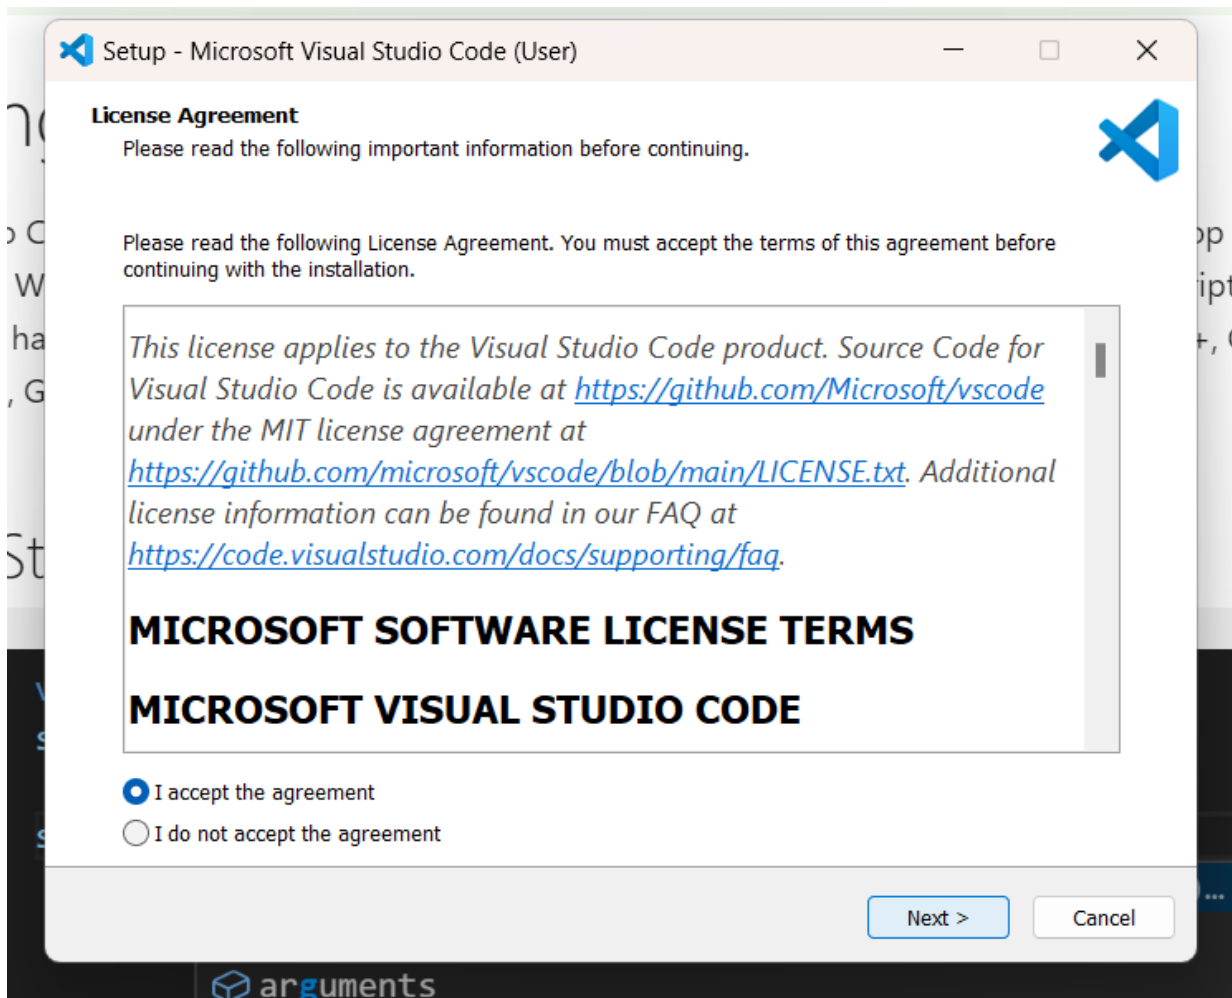 Setup - Microsoft Visual Studio Code (User)
License Agreement
Please read the following important information before continuing.
Please read the following License Agreement. You must accept the terms of this agreement before
continuing with the installation.
This license applies to the Visual Studio Code product. Source Code for
Visual Studio Code is available at https://github.com/Microsoft/vscode
under the MIT license agreement at
https://github.com/microsoft/vscode/blob/main/LICENSE.txt. Additional
license information can be found in our FAQ at
https://code.visualstudio.com/docs/supporting/faq.
MICROSOFT SOFTWARE LICENSE TERMS
MICROSOFT VISUAL STUDIO CODE
I accept the agreement
I do not accept the agreement
Next >
Cancel
arguments